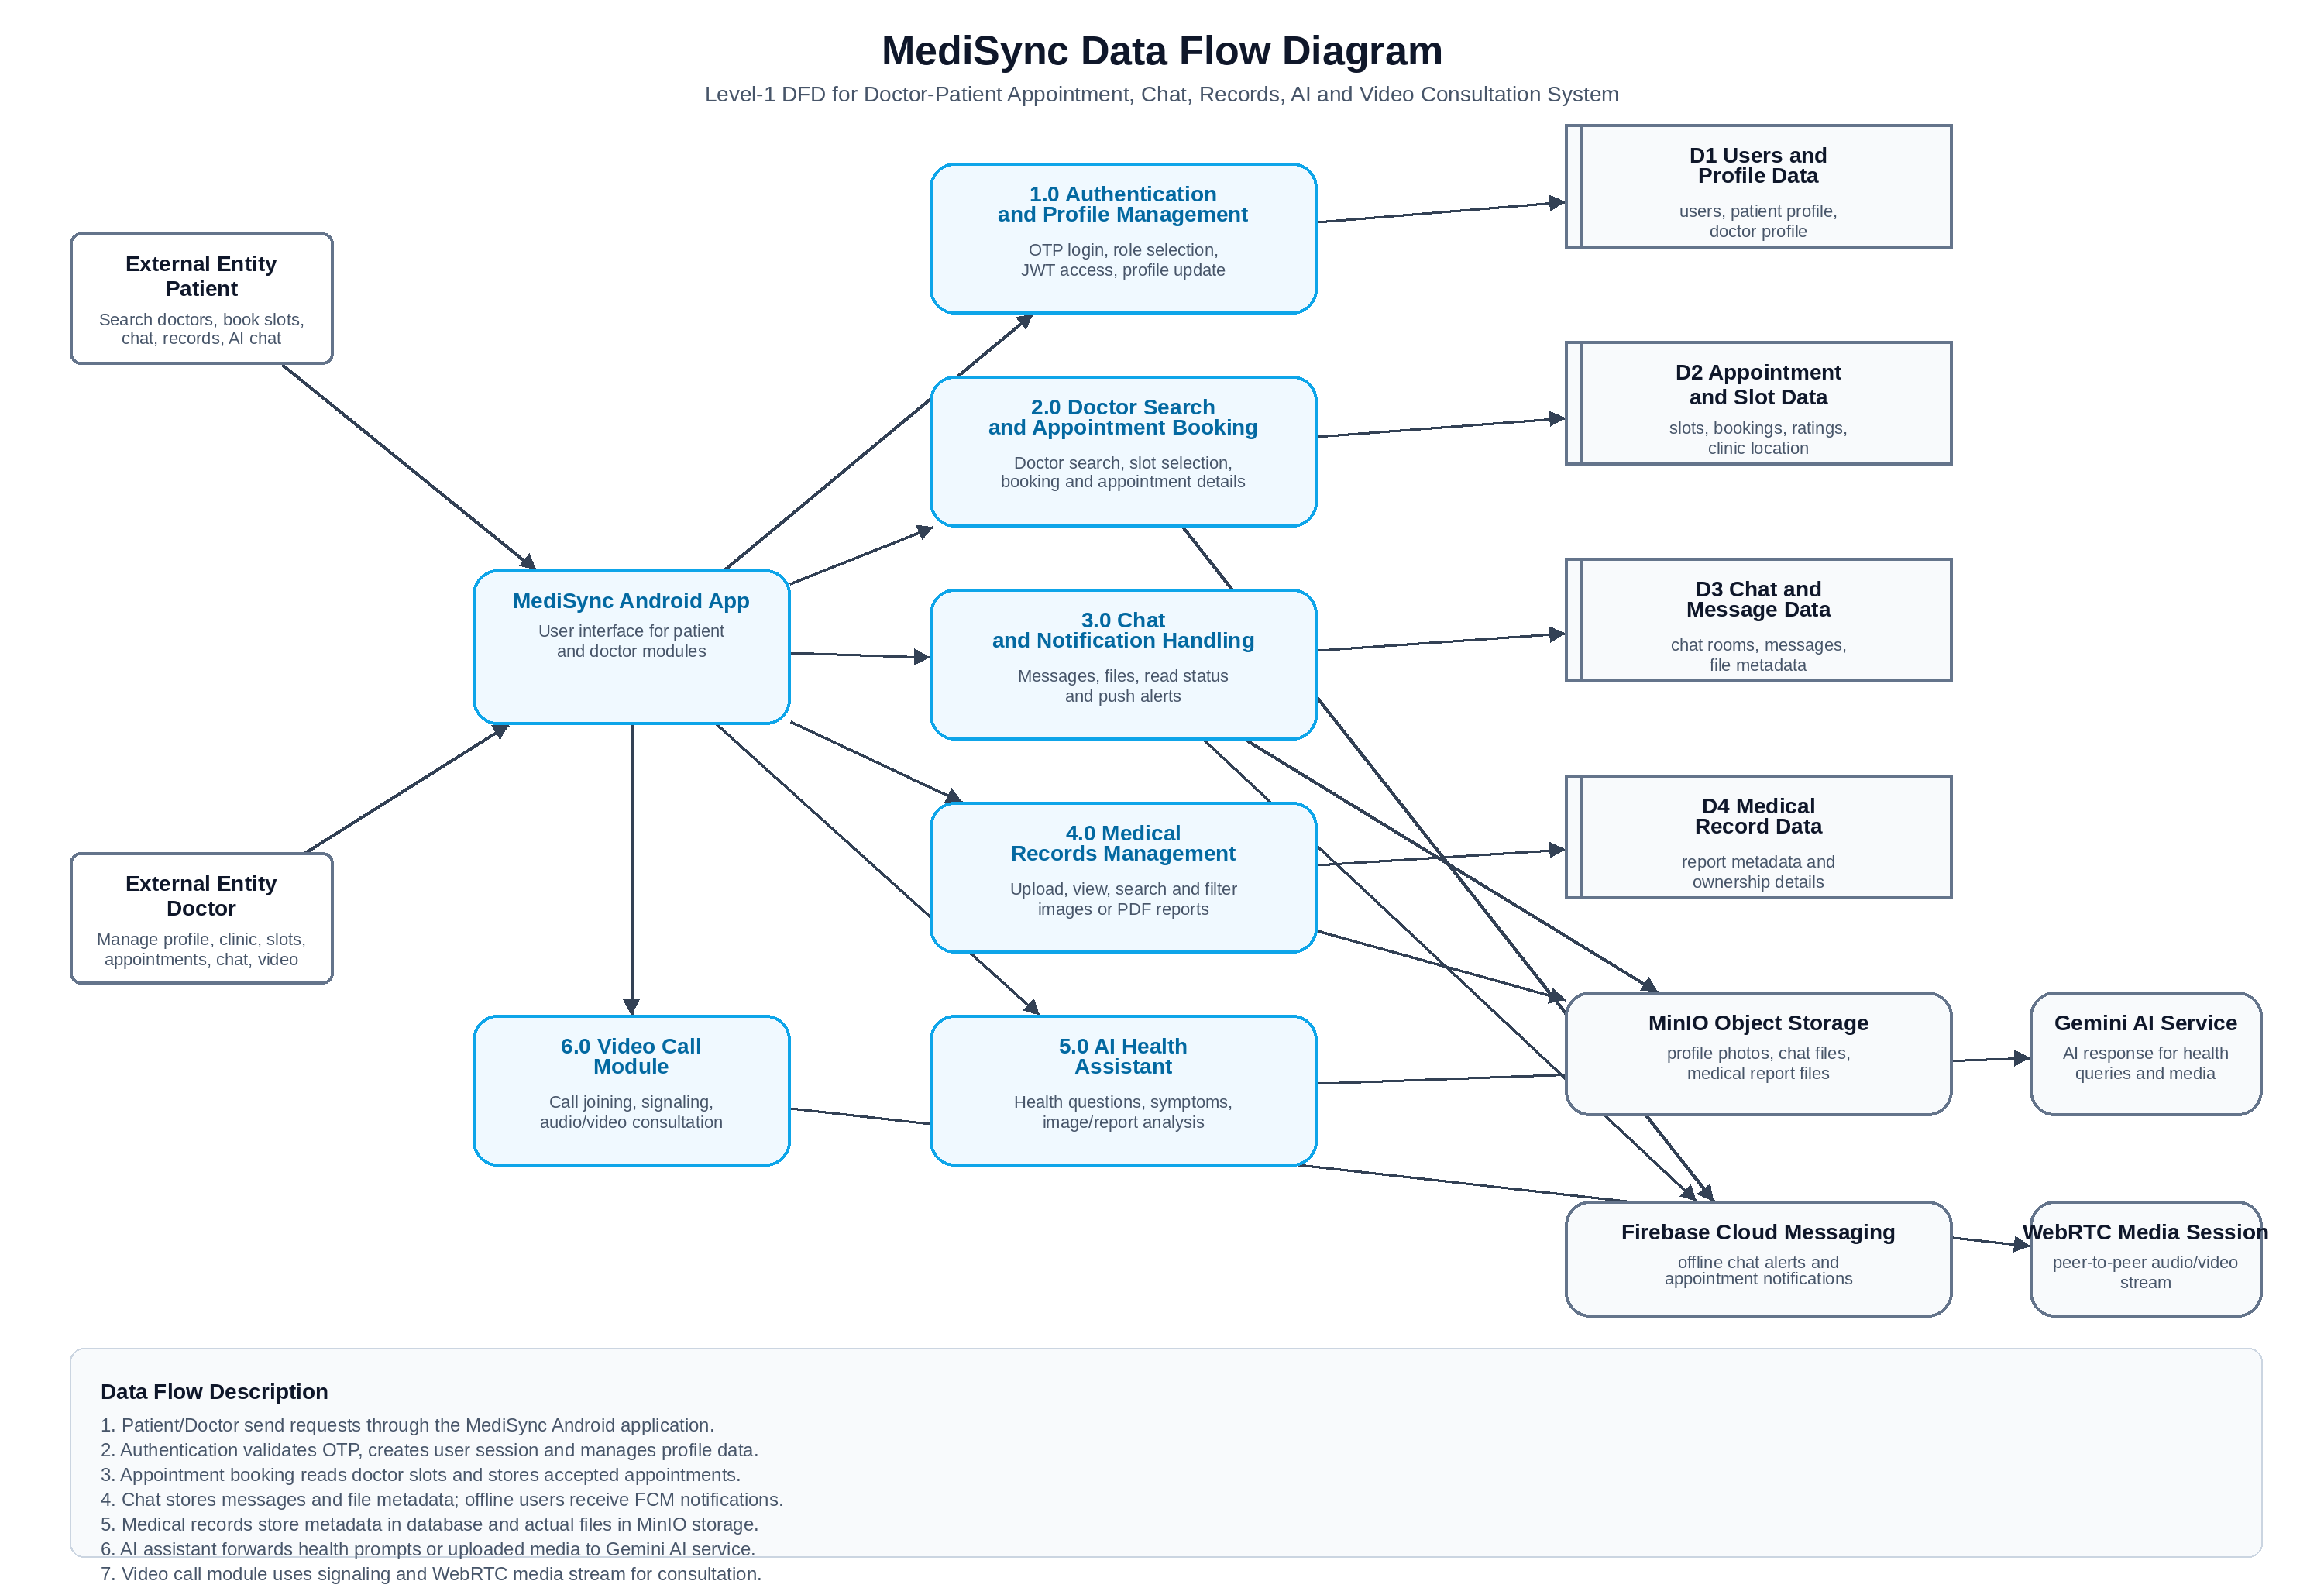 MediSync Data Flow Diagram
Level-1 DFD for Doctor-Patient Appointment, Chat, Records, AI and Video Consultation System
External Entity
Patient
Search doctors, book slots,
chat, records, AI chat
External Entity
Doctor
Manage profile, clinic, slots,
appointments, chat, video
MediSync Android App
User interface for patient
and doctor modules
6.0 Video Call
Module
Call joining, signaling,
audio/video consultation
1.0 Authentication
and Profile Management
OTP login, role selection,
JWT access, profile update
2.0 Doctor Search
and Appointment Booking
Doctor search, slot selection,
booking and appointment details
3.0 Chat
and Notification Handling
Messages, files, read status
and push alerts
4.0 Medical
Records Management
Upload, view, search and filter
images or PDF reports
5.0 AI Health
Assistant
Health questions, symptoms,
image/report analysis
D1 Users and
Profile Data
users, patient profile,
doctor profile
D2 Appointment
and Slot Data
slots, bookings, ratings,
clinic location
D3 Chat and
Message Data
chat rooms, messages,
file metadata
D4 Medical
Record Data
report metadata and
ownership details
MinIO Object Storage
profile photos, chat files,
medical report files
Gemini AI Service
AI response for health
queries and media
Firebase Cloud Messaging
offline chat alerts and
appointment notifications
WebRTC Media Session
peer-to-peer audio/video
stream
Data Flow Description
1. Patient/Doctor send requests through the MediSync Android application.
2. Authentication validates OTP, creates user session and manages profile data.
3. Appointment booking reads doctor slots and stores accepted appointments.
4. Chat stores messages and file metadata; offline users receive FCM notifications.
5. Medical records store metadata in database and actual files in MinIO storage.
6. AI assistant forwards health prompts or uploaded media to Gemini AI service.
7. Video call module uses signaling and WebRTC media stream for consultation.